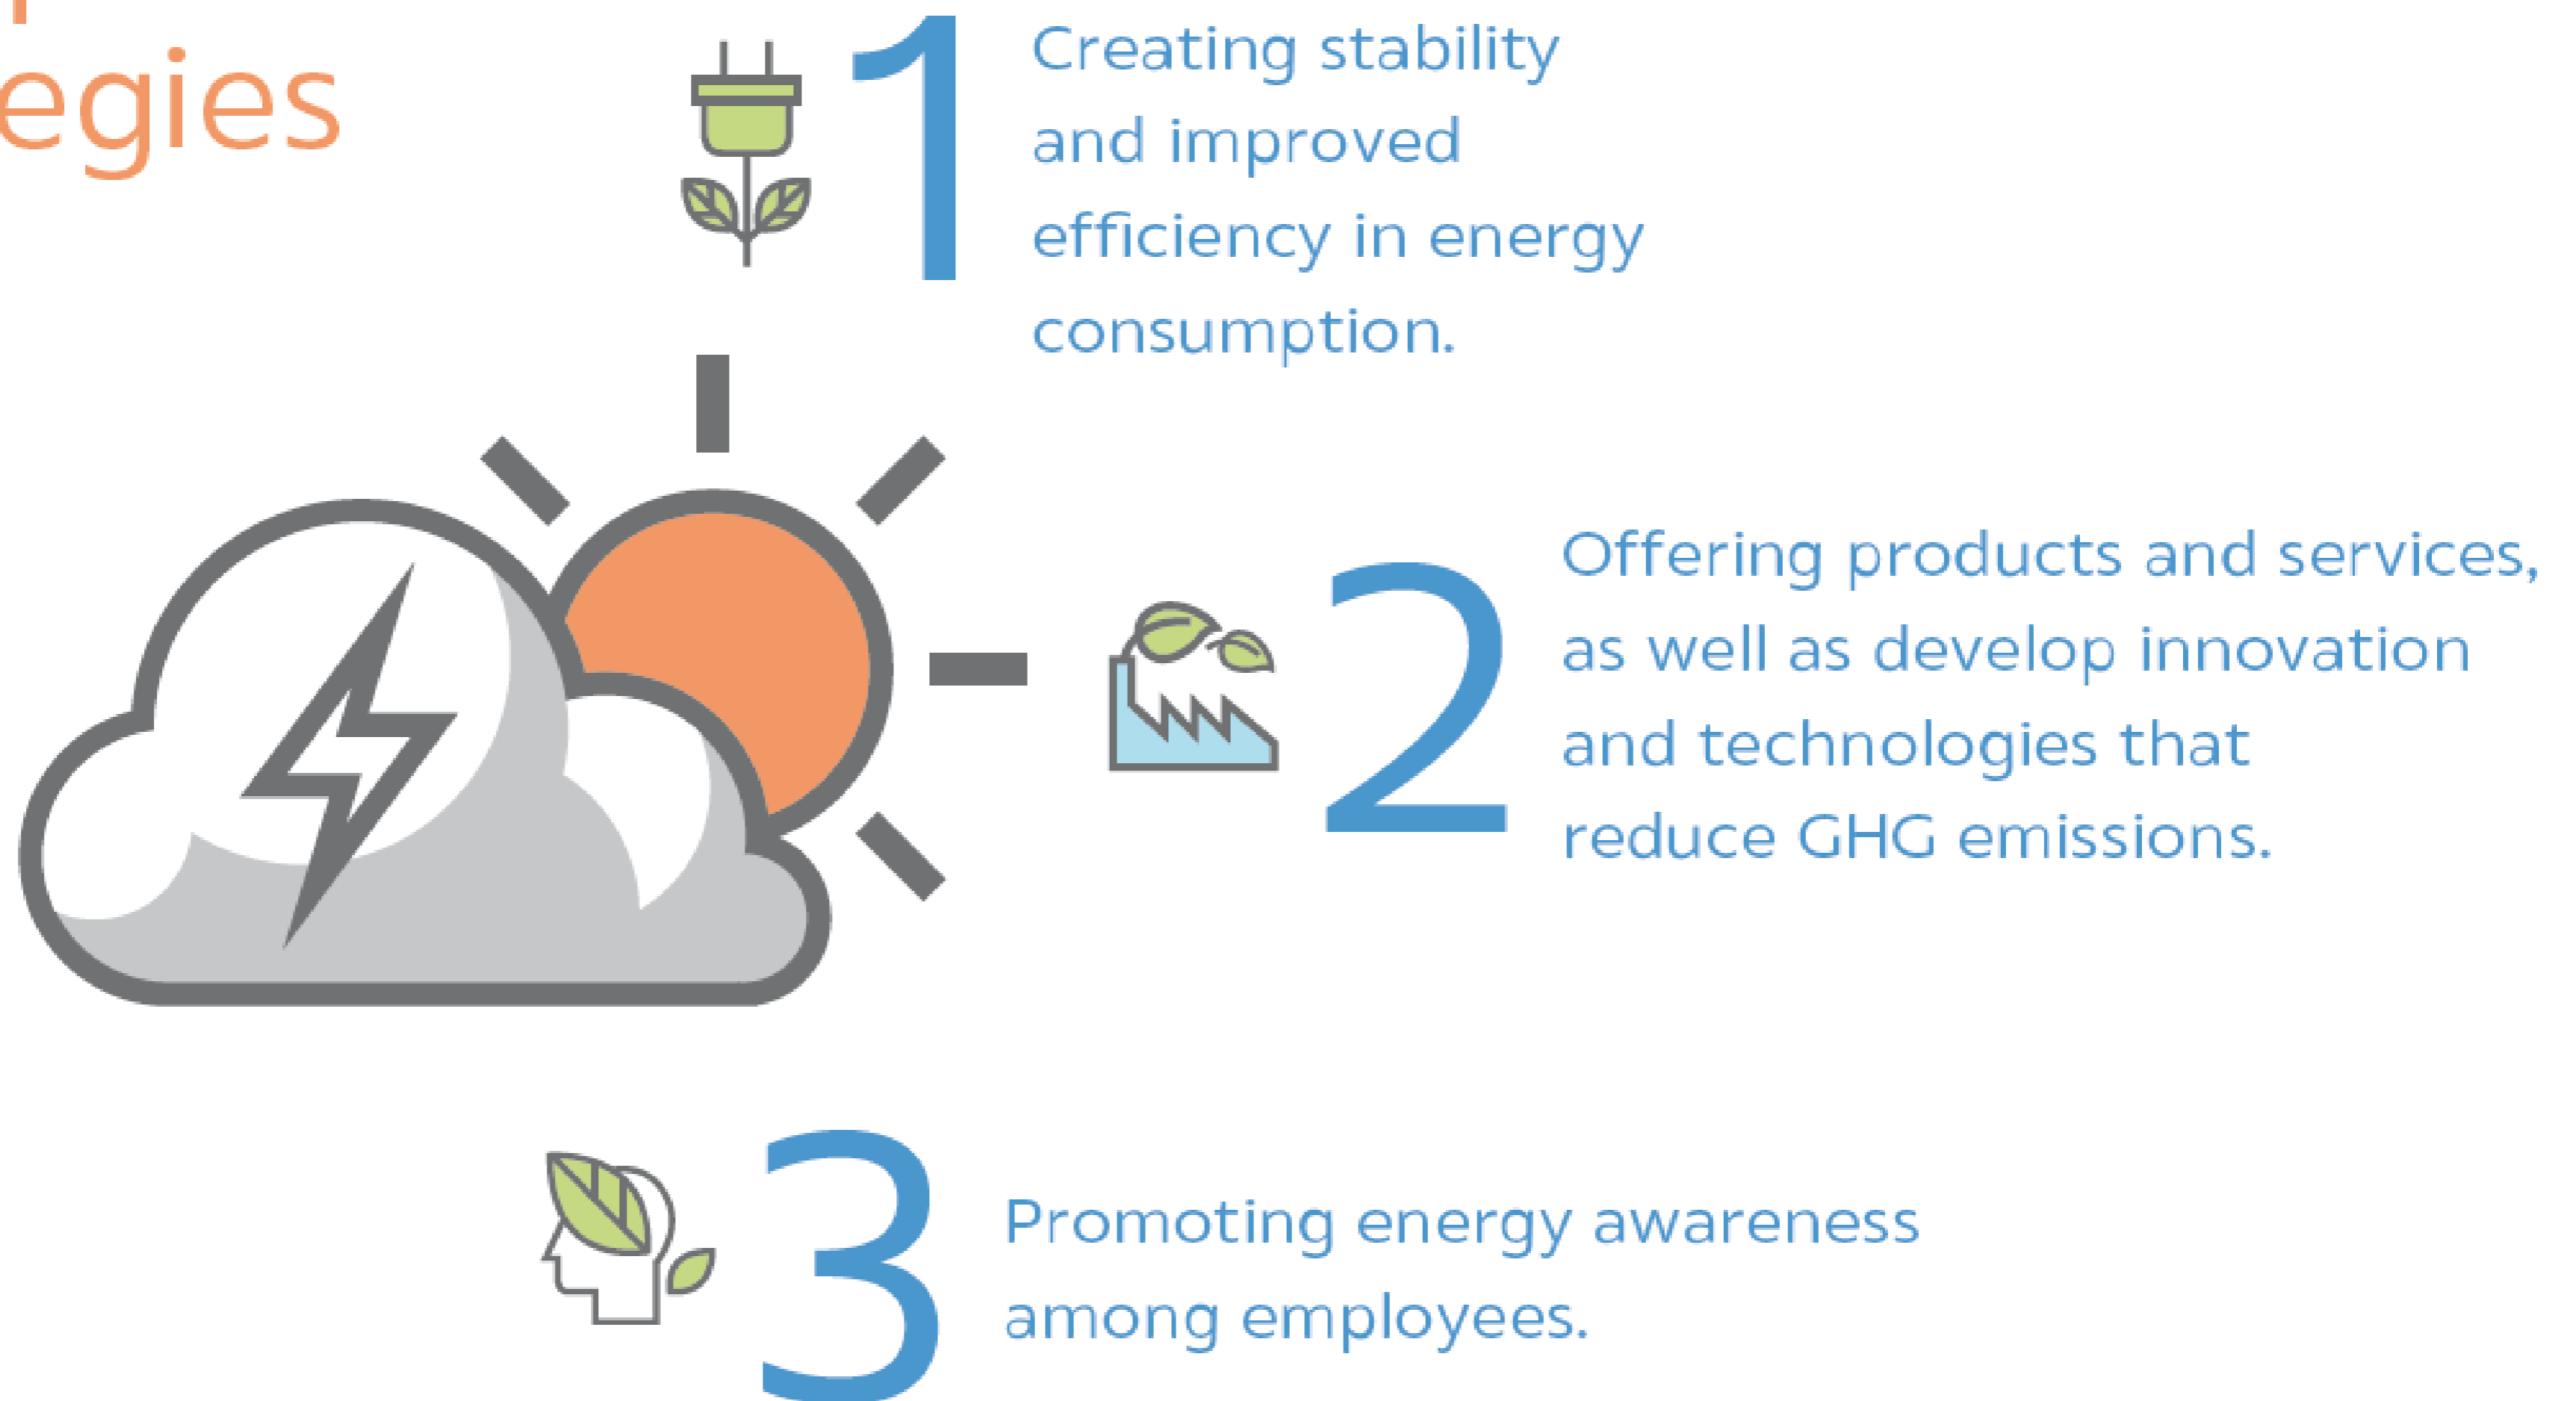 egies
1
Creating stability
and improved
efficiency in energy
consumption.
2
Offering products and services,
as well as develop innovation
and technologies that
reduce GHG emissions.
3
Promoting energy awareness
among employees.